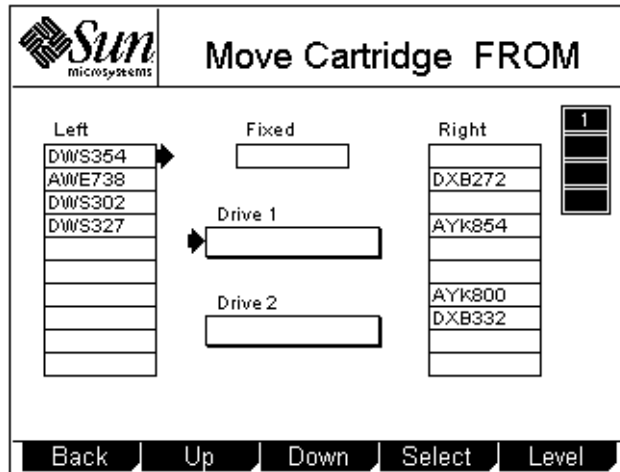 Sun
microsystems
Move Cartridge FROM
Left
DWS354
AWE738
DWS302
DWS327
Fixed
Drive 1
Drive 2
Right
DXB272
AYK854
AYK800
DXB332
1
Back Up Down Select Level